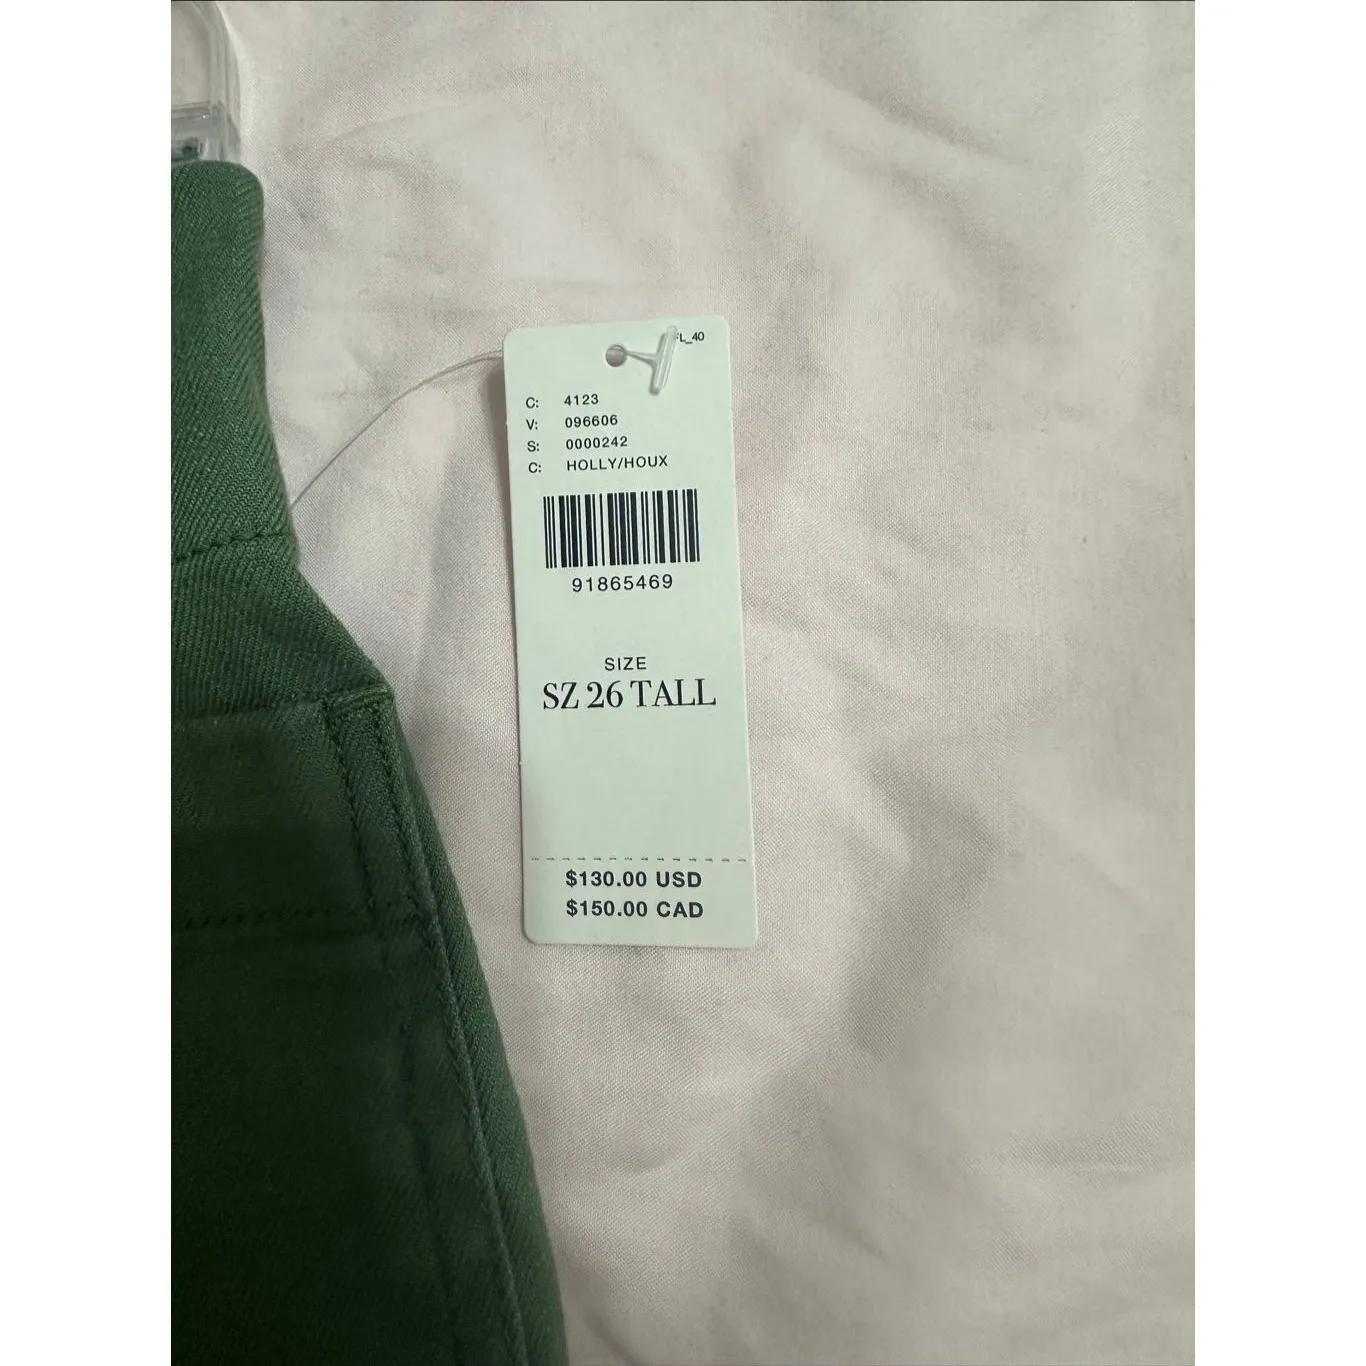 FL_40
C: 4123
V: 096606
S: 0000242
C: HOLLY/HOUX
91865469
SIZE
SZ 26 TALL
$130.00 USD
$150.00 CAD